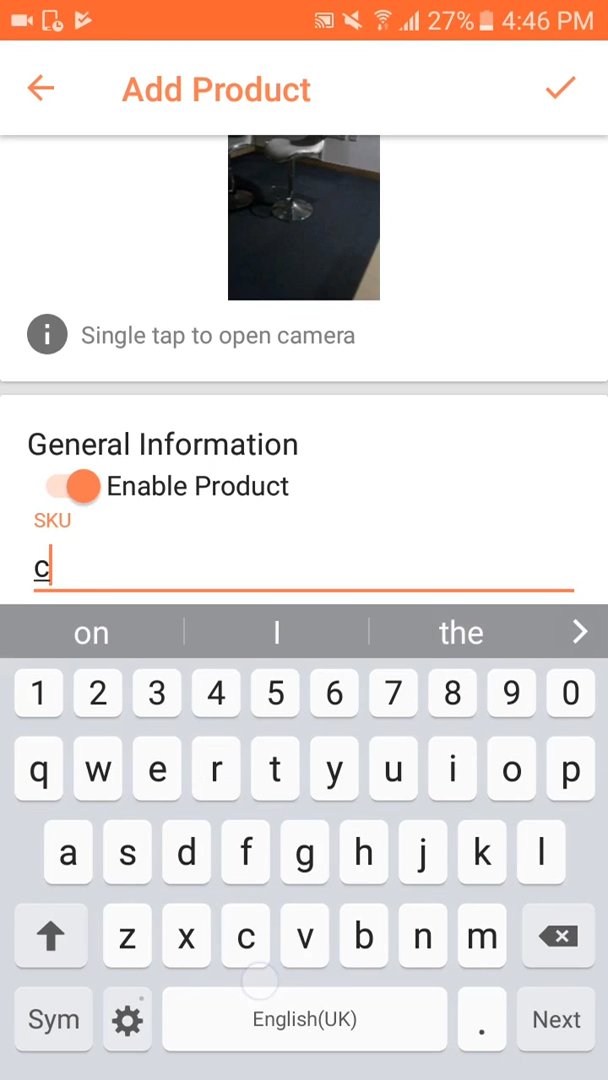 27% 4:46 PM
Add Product
i Single tap to open camera
General Information
Enable Product
SKU
c
on I the
1 2 3 4 5 6 7 8 9 0
q w e r t y u i o p
a s d f g h j k l
z x c v b n m
Sym English(UK) . Next